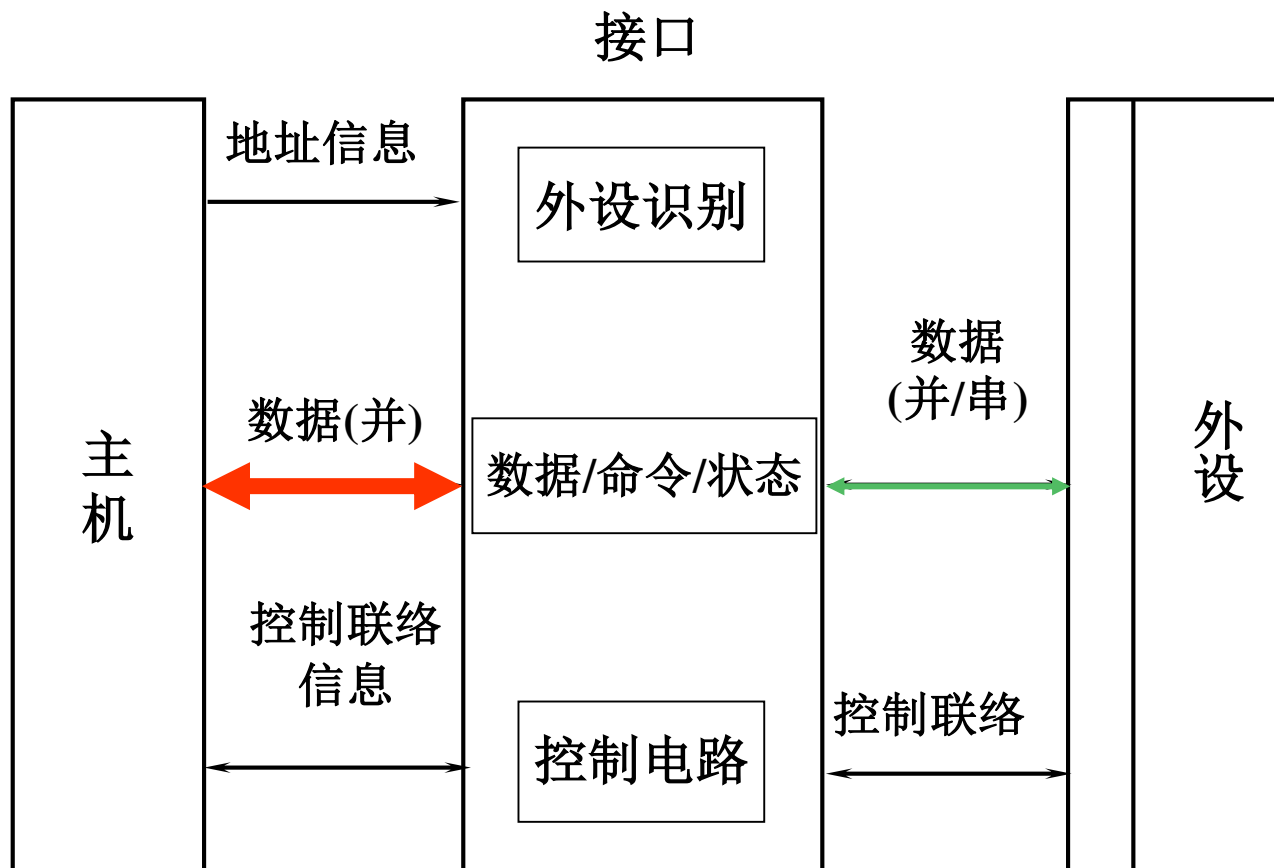 接口
地址信息
外设识别
数据
(并/串)
数据(并)
主
机
数据/命令/状态
外
设
控制联络
信息
控制电路
控制联络